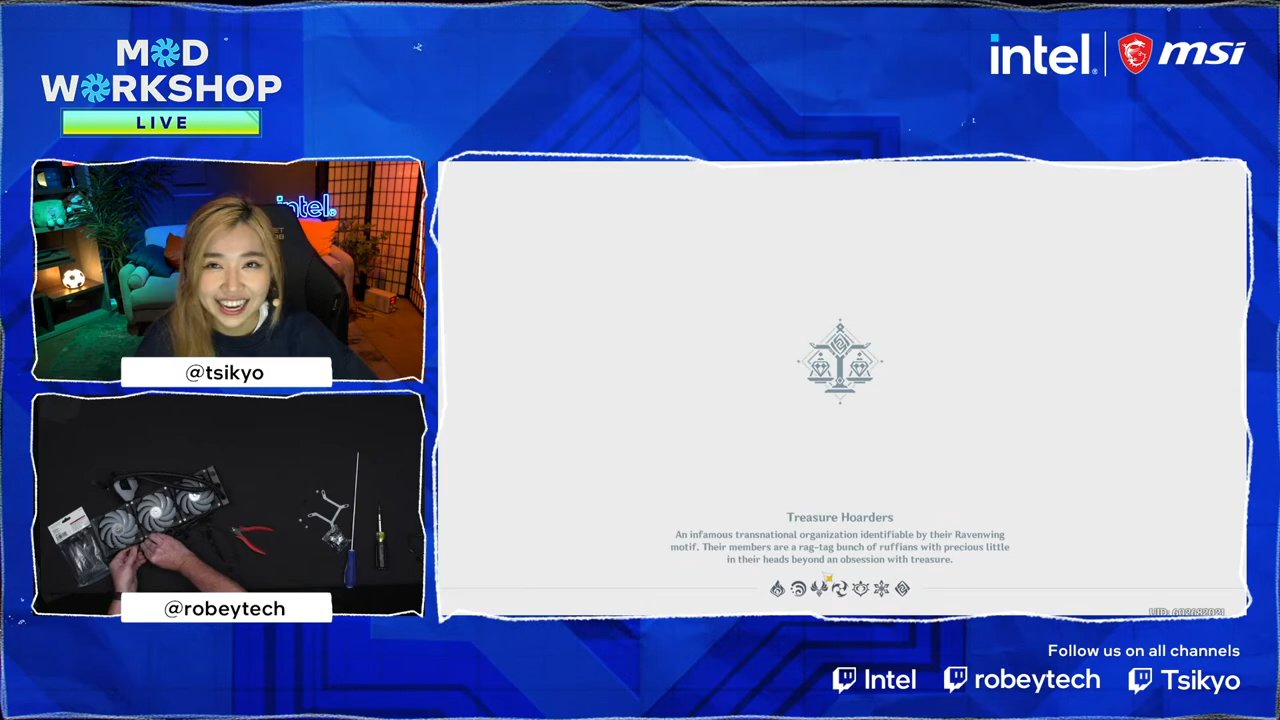 MOD
WORKSHOP
LIVE
intel. msi
intel.
@tsikyo
@robeytech
Treasure Hoarders
An infamous transnational organization identifiable by their Ravenwing
motif. Their members are a rag-tag bunch of ruffians with precious little
in their heads beyond an obsession with treasure.
UID: 602682021
Follow us on all channels
Intel robeytech Tsikyo